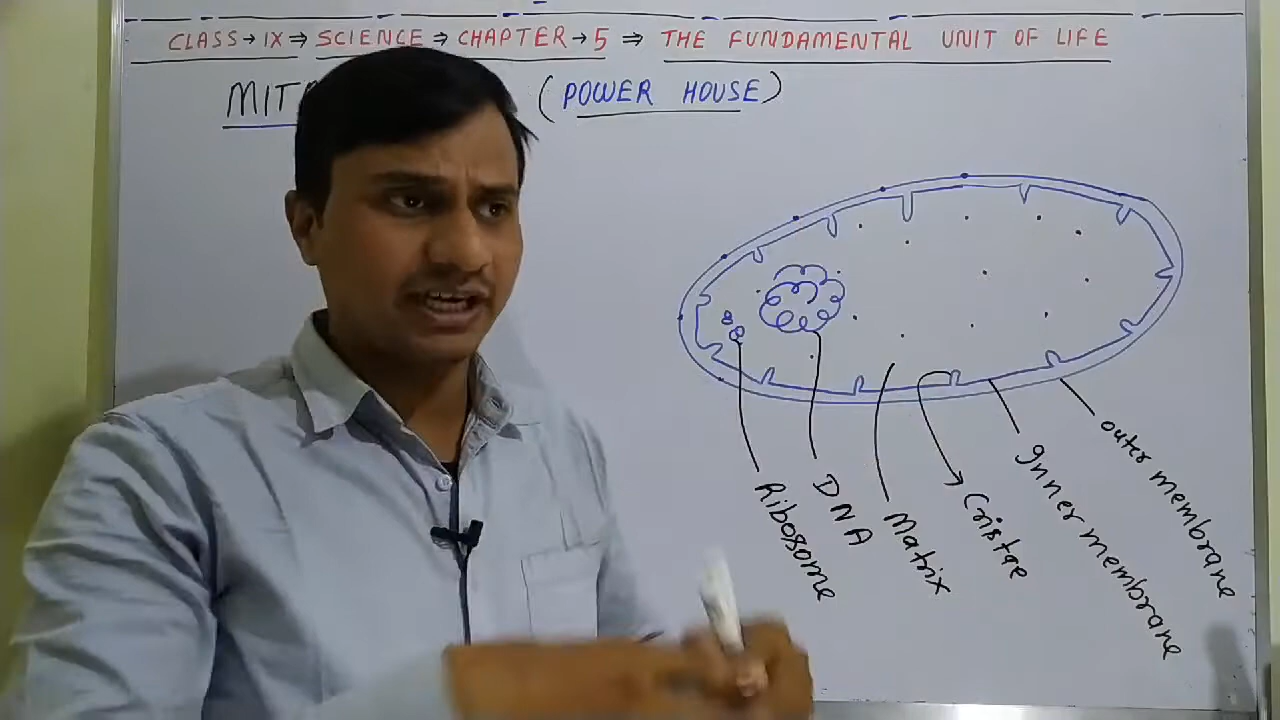 CLASS → IX ⇒ SCIENCE ⇒ CHAPTER → 5 ⇒ THE FUNDAMENTAL UNIT OF LIFE
(POWER HOUSE)
Ribosome
DNA
Matrix
Cristae
Inner membrane
outer membrane